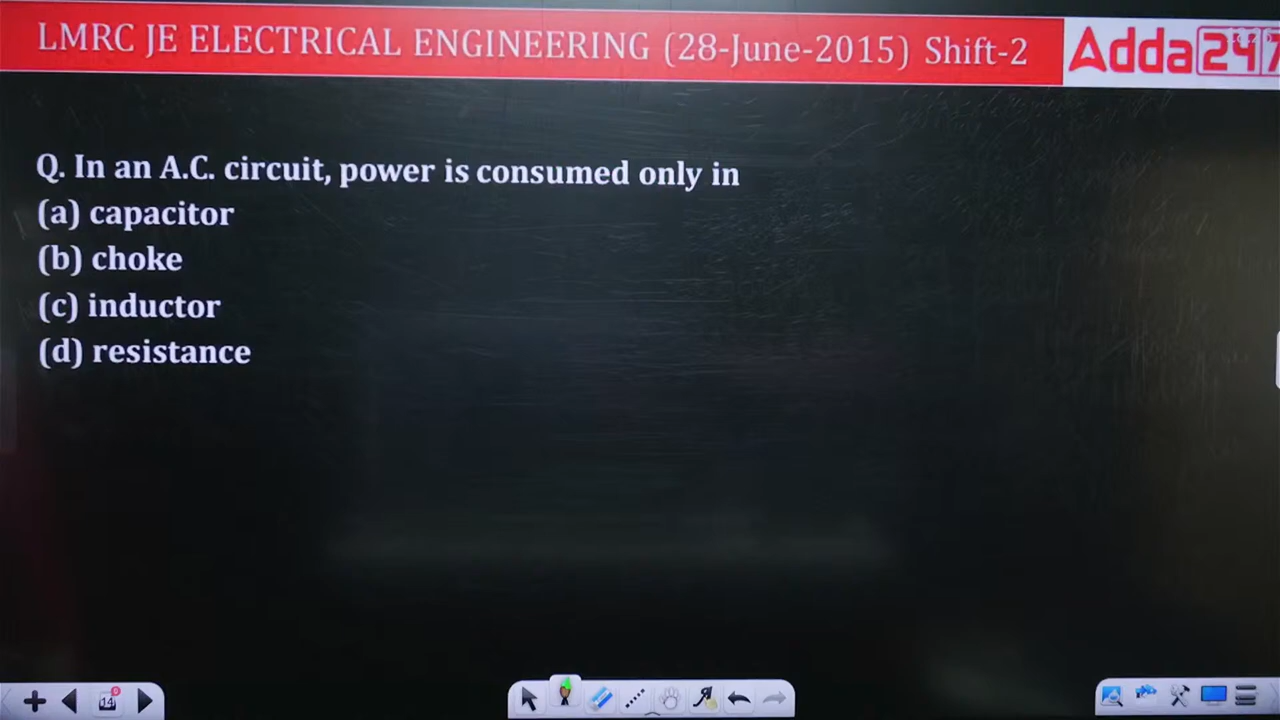 LMRC JE ELECTRICAL ENGINEERING (28-June-2015) Shift-2
Adda247
Q. In an A.C. circuit, power is consumed only in
(a) capacitor
(b) choke
(c) inductor
(d) resistance
14